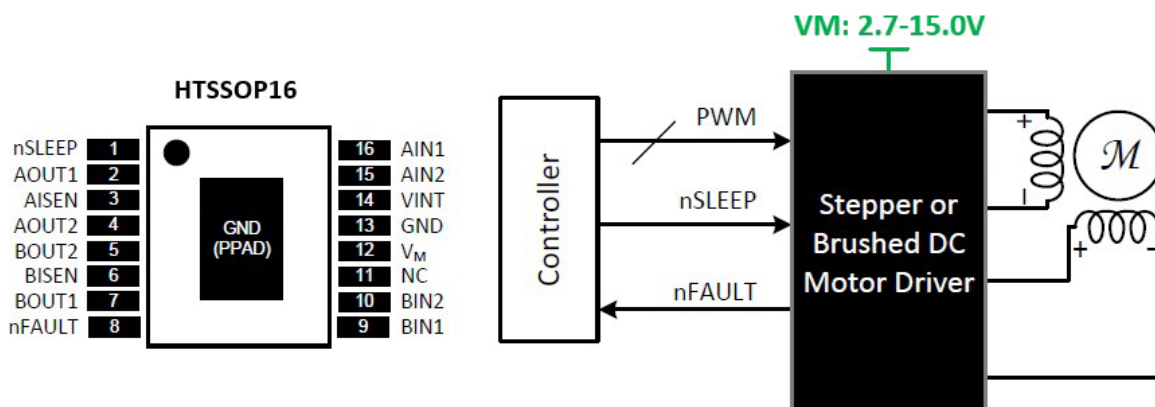 VM: 2.7-15.0V
HTSSOP16
nSLEEP 1
AOUT1 2
AISEN 3
AOUT2 4
BOUT2 5
BISEN 6
BOUT1 7
nFAULT 8
GND
(PPAD)
16 AIN1
15 AIN2
14 VINT
13 GND
12 VM
11 NC
10 BIN2
9 BIN1
Controller
PWM
nSLEEP
nFAULT
Stepper or
Brushed DC
Motor Driver
+
−
M
+ −